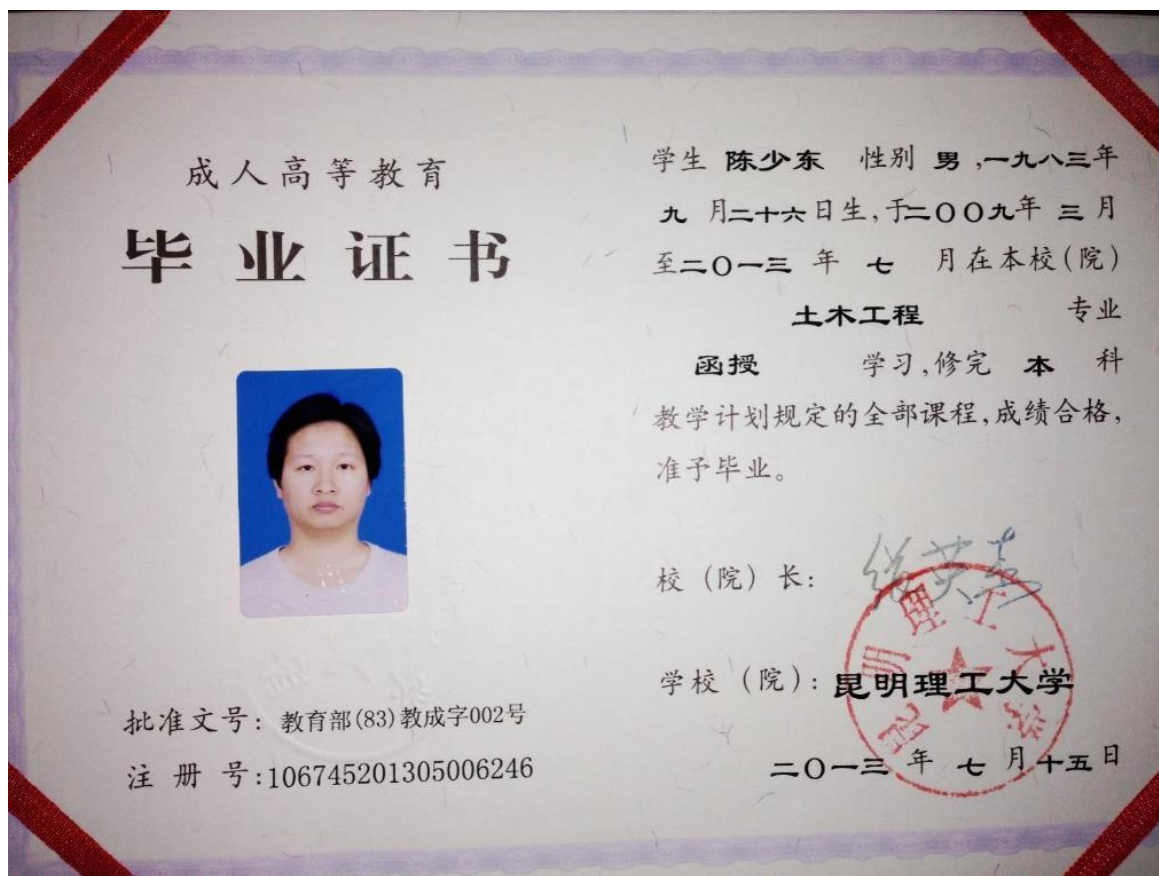 成人高等教育
毕业证书
批准文号：教育部(83)教成字002号
注册号:106745201305006246
学生 陈少东 性别 男,一九八三年
九月二十六日生,于二〇〇九年三月
至二〇一三年七月在本校(院)
土木工程 专业
函授 学习,修完 本 科
教学计划规定的全部课程,成绩合格,
准予毕业。
校（院）长：
学校（院）：昆明理工大学
昆明理工大学
二〇一三年七月十五日